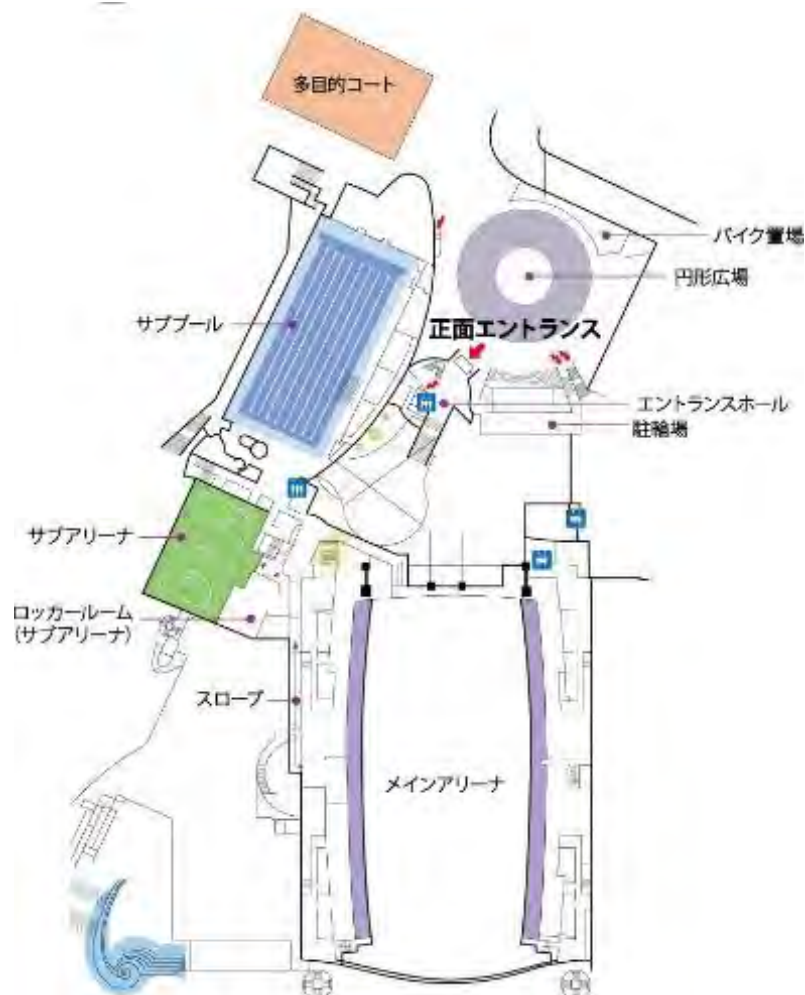 多目的コート
バイク置場
円形広場
サブプール
正面エントランス
エントランスホール
駐輪場
サブアリーナ
ロッカールーム
(サブアリーナ)
スロープ
メインアリーナ